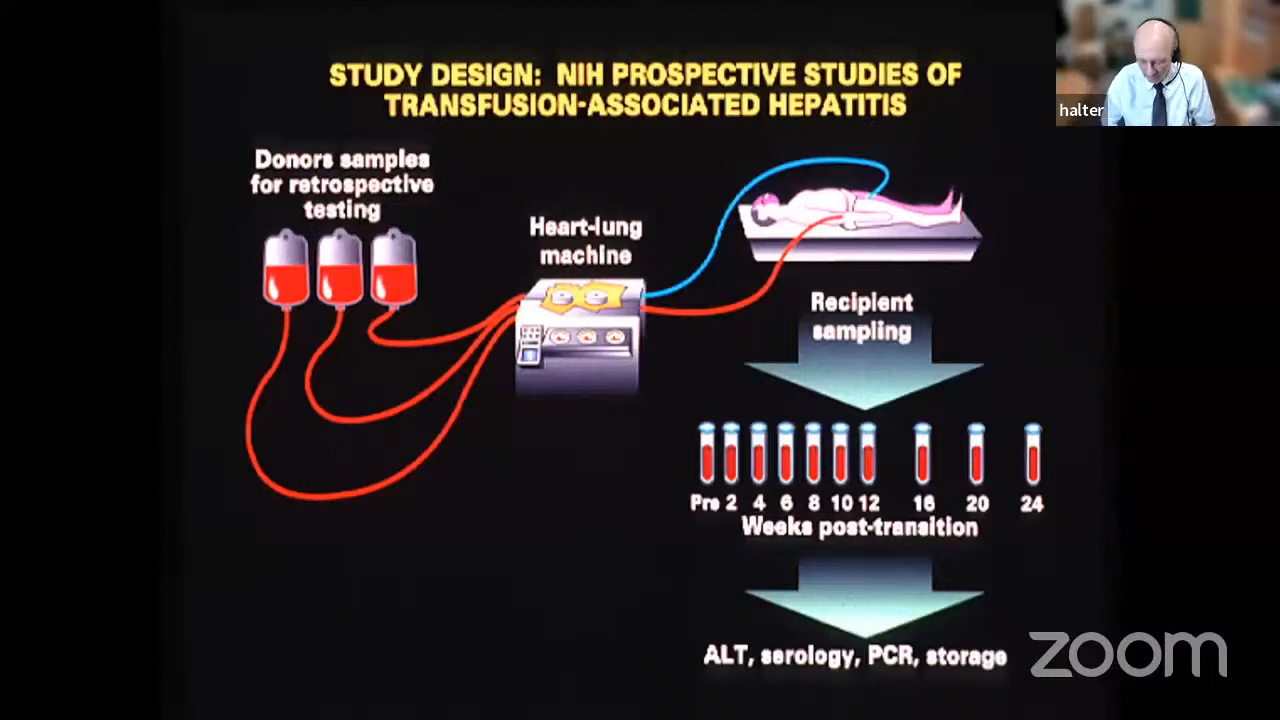 STUDY DESIGN: NIH PROSPECTIVE STUDIES OF
TRANSFUSION-ASSOCIATED HEPATITIS
halter
Donors samples
for retrospective
testing
Heart-lung
machine
Recipient
sampling
Pre 2 4 6 8 10 12 16 20 24
Weeks post-transition
ALT, serology, PCR, storage
zoom